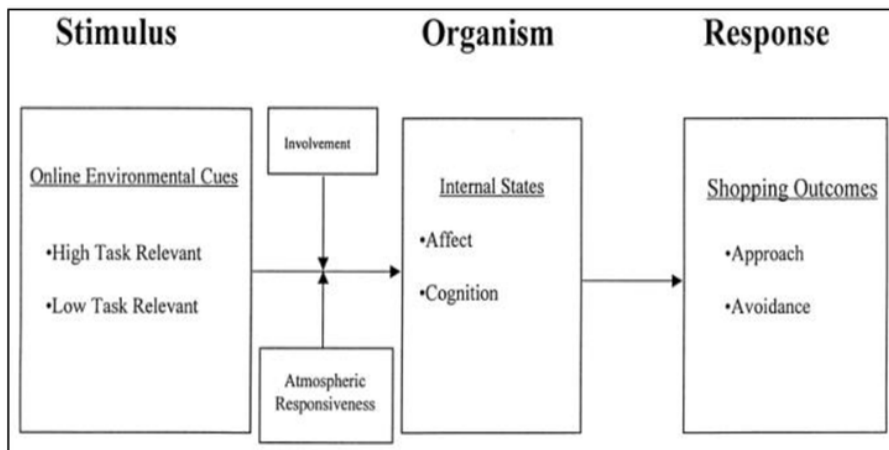 Stimulus
Organism
Response
Online Environmental Cues
•High Task Relevant
•Low Task Relevant
Involvement
Atmospheric
Responsiveness
Internal States
•Affect
•Cognition
Shopping Outcomes
•Approach
•Avoidance